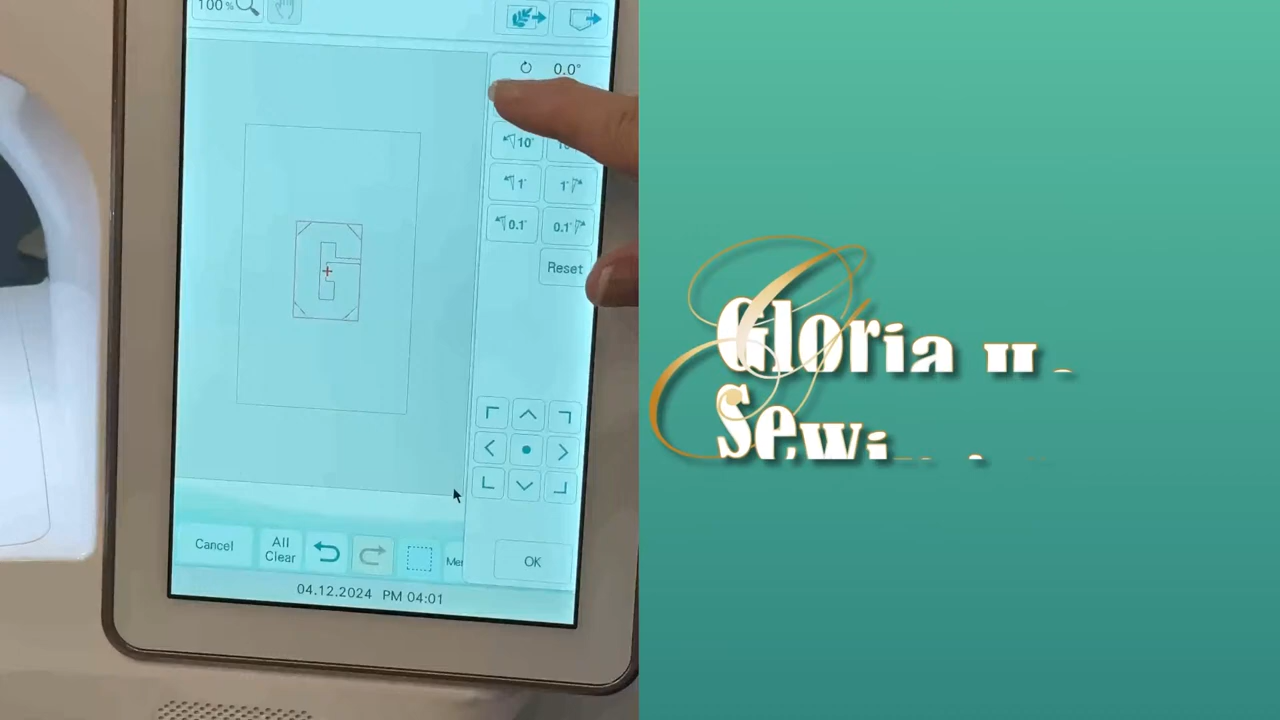 100 %
0.0°
10°
1°
1°
0.1°
0.1°
Reset
G
Cancel
All
Clear
OK
04.12.2024 PM 04:01
Gloria